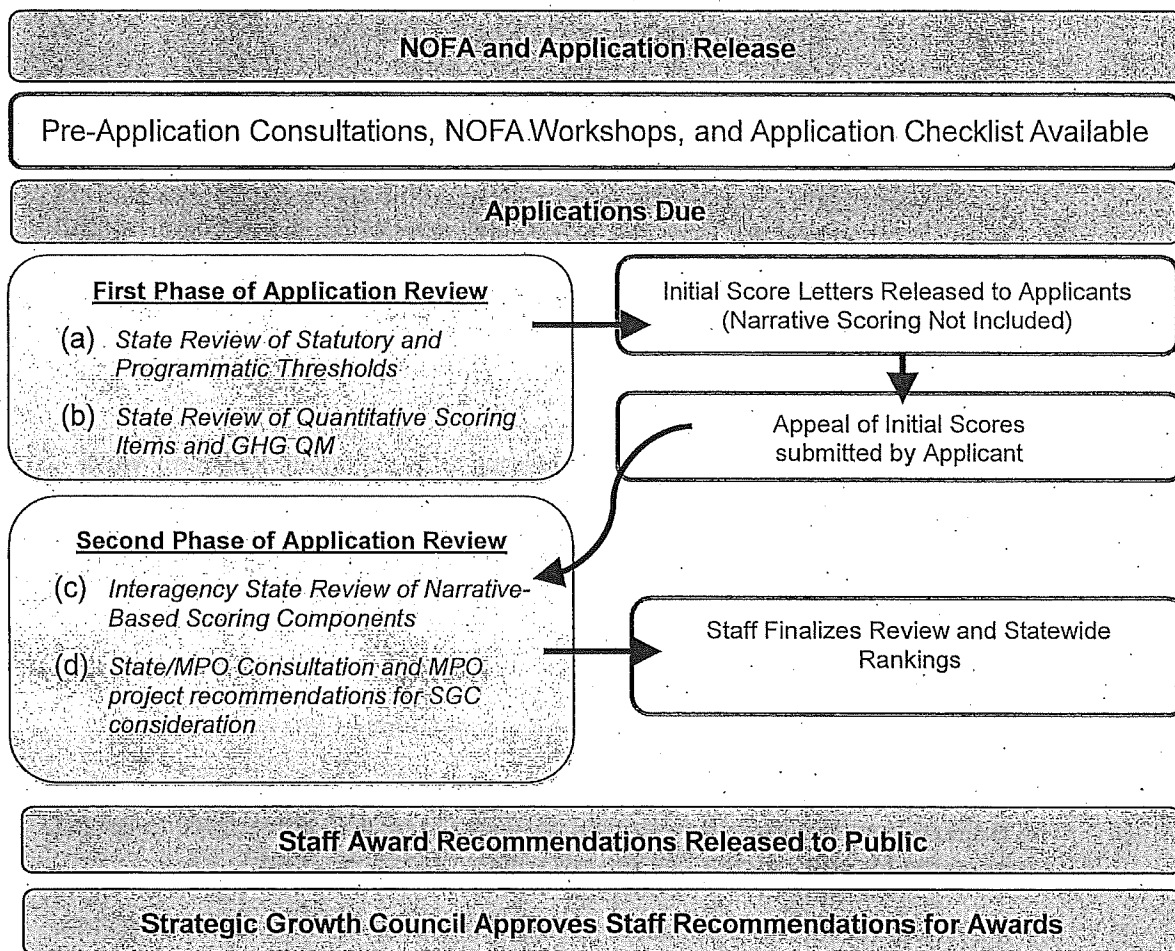 NOFA and Application Release
Pre-Application Consultations, NOFA Workshops, and Application Checklist Available
Applications Due
First Phase of Application Review
(a) State Review of Statutory and
Programmatic Thresholds
(b) State Review of Quantitative Scoring
Items and GHG QM
Initial Score Letters Released to Applicants
(Narrative Scoring Not Included)
Appeal of Initial Scores
submitted by Applicant
Second Phase of Application Review
(c) Interagency State Review of Narrative-
Based Scoring Components
(d) State/MPO Consultation and MPO
project recommendations for SGC
consideration
Staff Finalizes Review and Statewide
Rankings
Staff Award Recommendations Released to Public
Strategic Growth Council Approves Staff Recommendations for Awards